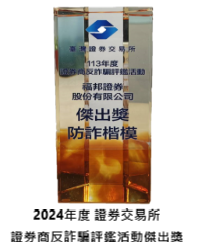 臺灣證券交易所
113年度
證券商反詐騙評鑑活動
福邦證券
股份有限公司
傑出獎
防詐楷模
2024年度 證券交易所
證券商反詐騙評鑑活動傑出獎